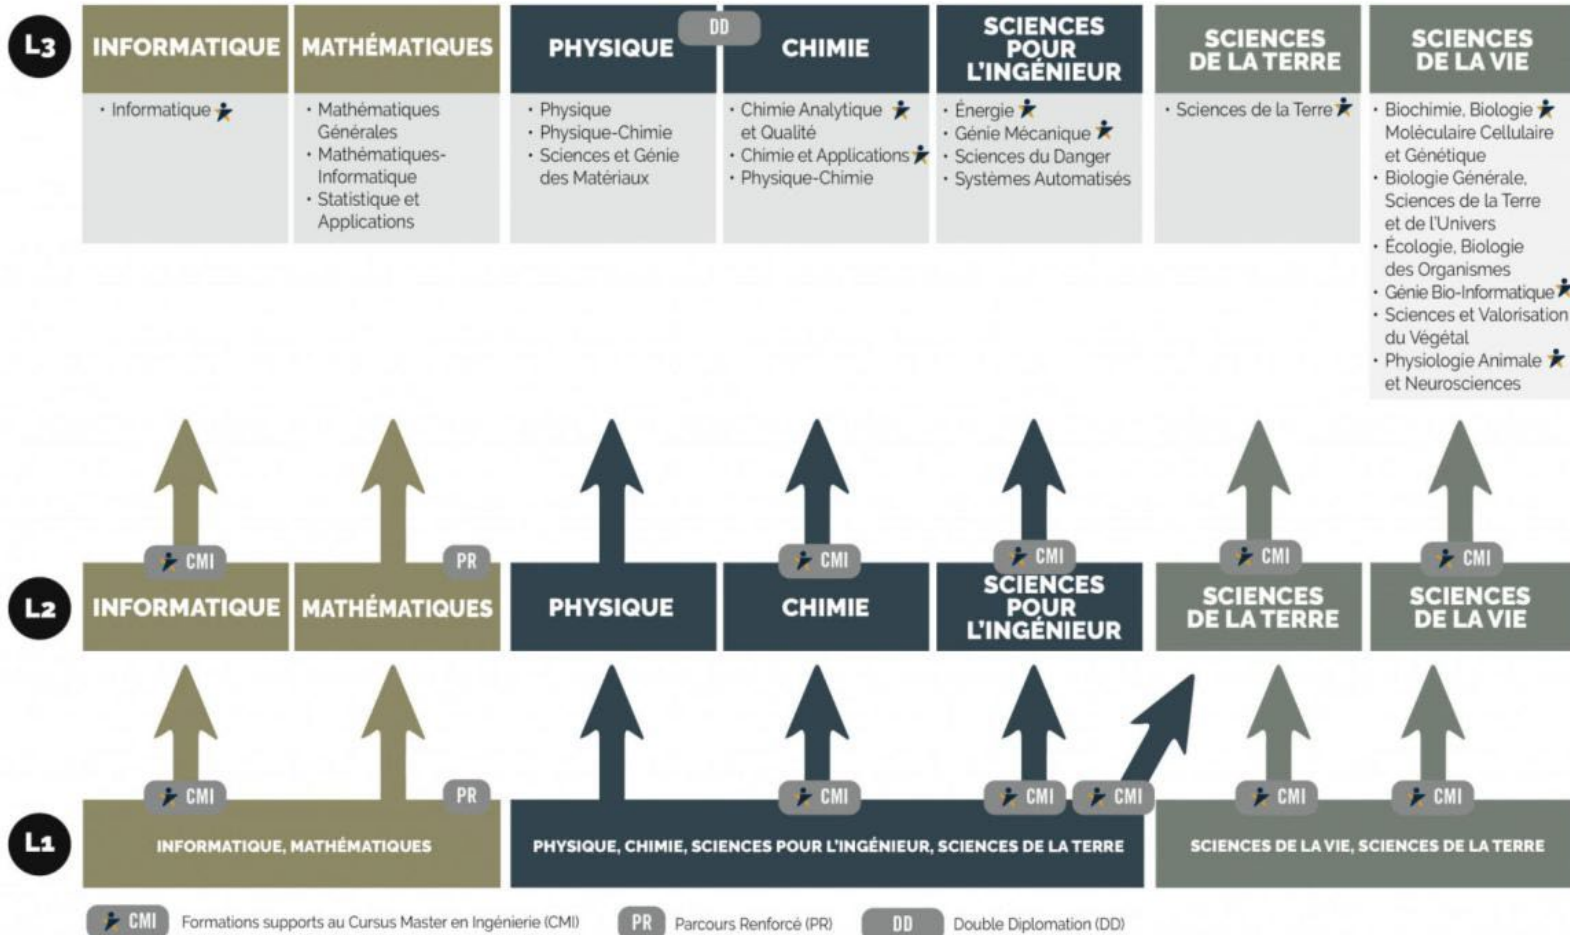 L3
INFORMATIQUE
MATHÉMATIQUES
PHYSIQUE
DD
CHIMIE
SCIENCES
POUR
L'INGÉNIEUR
SCIENCES
DE LA TERRE
SCIENCES
DE LA VIE
• Informatique
• Mathématiques
Générales
• Mathématiques-
Informatique
• Statistique et
Applications
• Physique
• Physique-Chimie
• Sciences et Génie
des Matériaux
• Chimie Analytique
et Qualité
• Chimie et Applications
• Physique-Chimie
• Énergie
• Génie Mécanique
• Sciences du Danger
• Systèmes Automatisés
• Sciences de la Terre
• Biochimie, Biologie
Moléculaire Cellulaire
et Génétique
• Biologie Générale,
Sciences de la Terre
et de l'Univers
• Écologie, Biologie
des Organismes
• Génie Bio-Informatique
• Sciences et Valorisation
du Végétal
• Physiologie Animale
et Neurosciences
CMI
PR
CMI
CMI
CMI
CMI
L2
INFORMATIQUE
MATHÉMATIQUES
PHYSIQUE
CHIMIE
SCIENCES
POUR
L'INGÉNIEUR
SCIENCES
DE LA TERRE
SCIENCES
DE LA VIE
CMI
PR
CMI
CMI
CMI
CMI
CMI
L1
INFORMATIQUE, MATHÉMATIQUES
PHYSIQUE, CHIMIE, SCIENCES POUR L'INGÉNIEUR, SCIENCES DE LA TERRE
SCIENCES DE LA VIE, SCIENCES DE LA TERRE
CMI Formations supports au Cursus Master en Ingénierie (CMI)
PR Parcours Renforcé (PR)
DD Double Diplomation (DD)